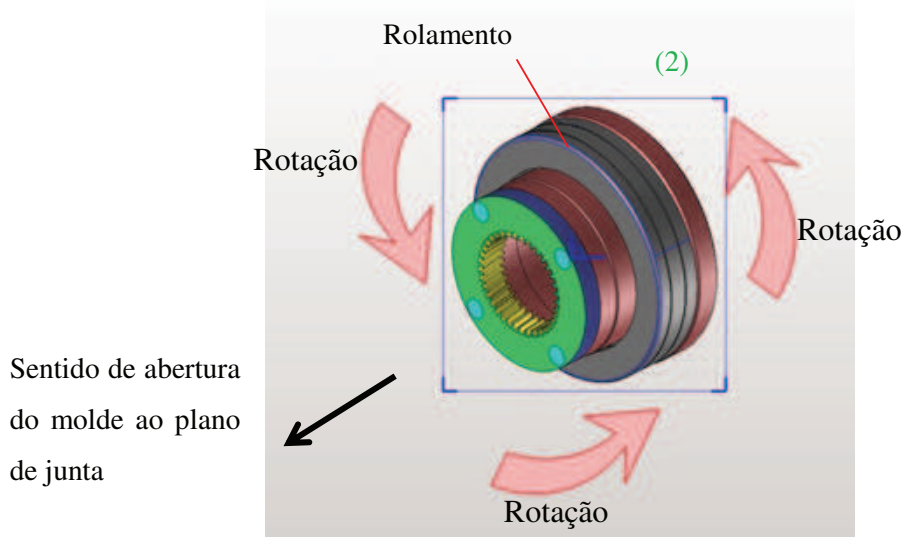 Rolamento
(2)
Rotação
Rotação
Sentido de abertura
do molde ao plano
de junta
Rotação